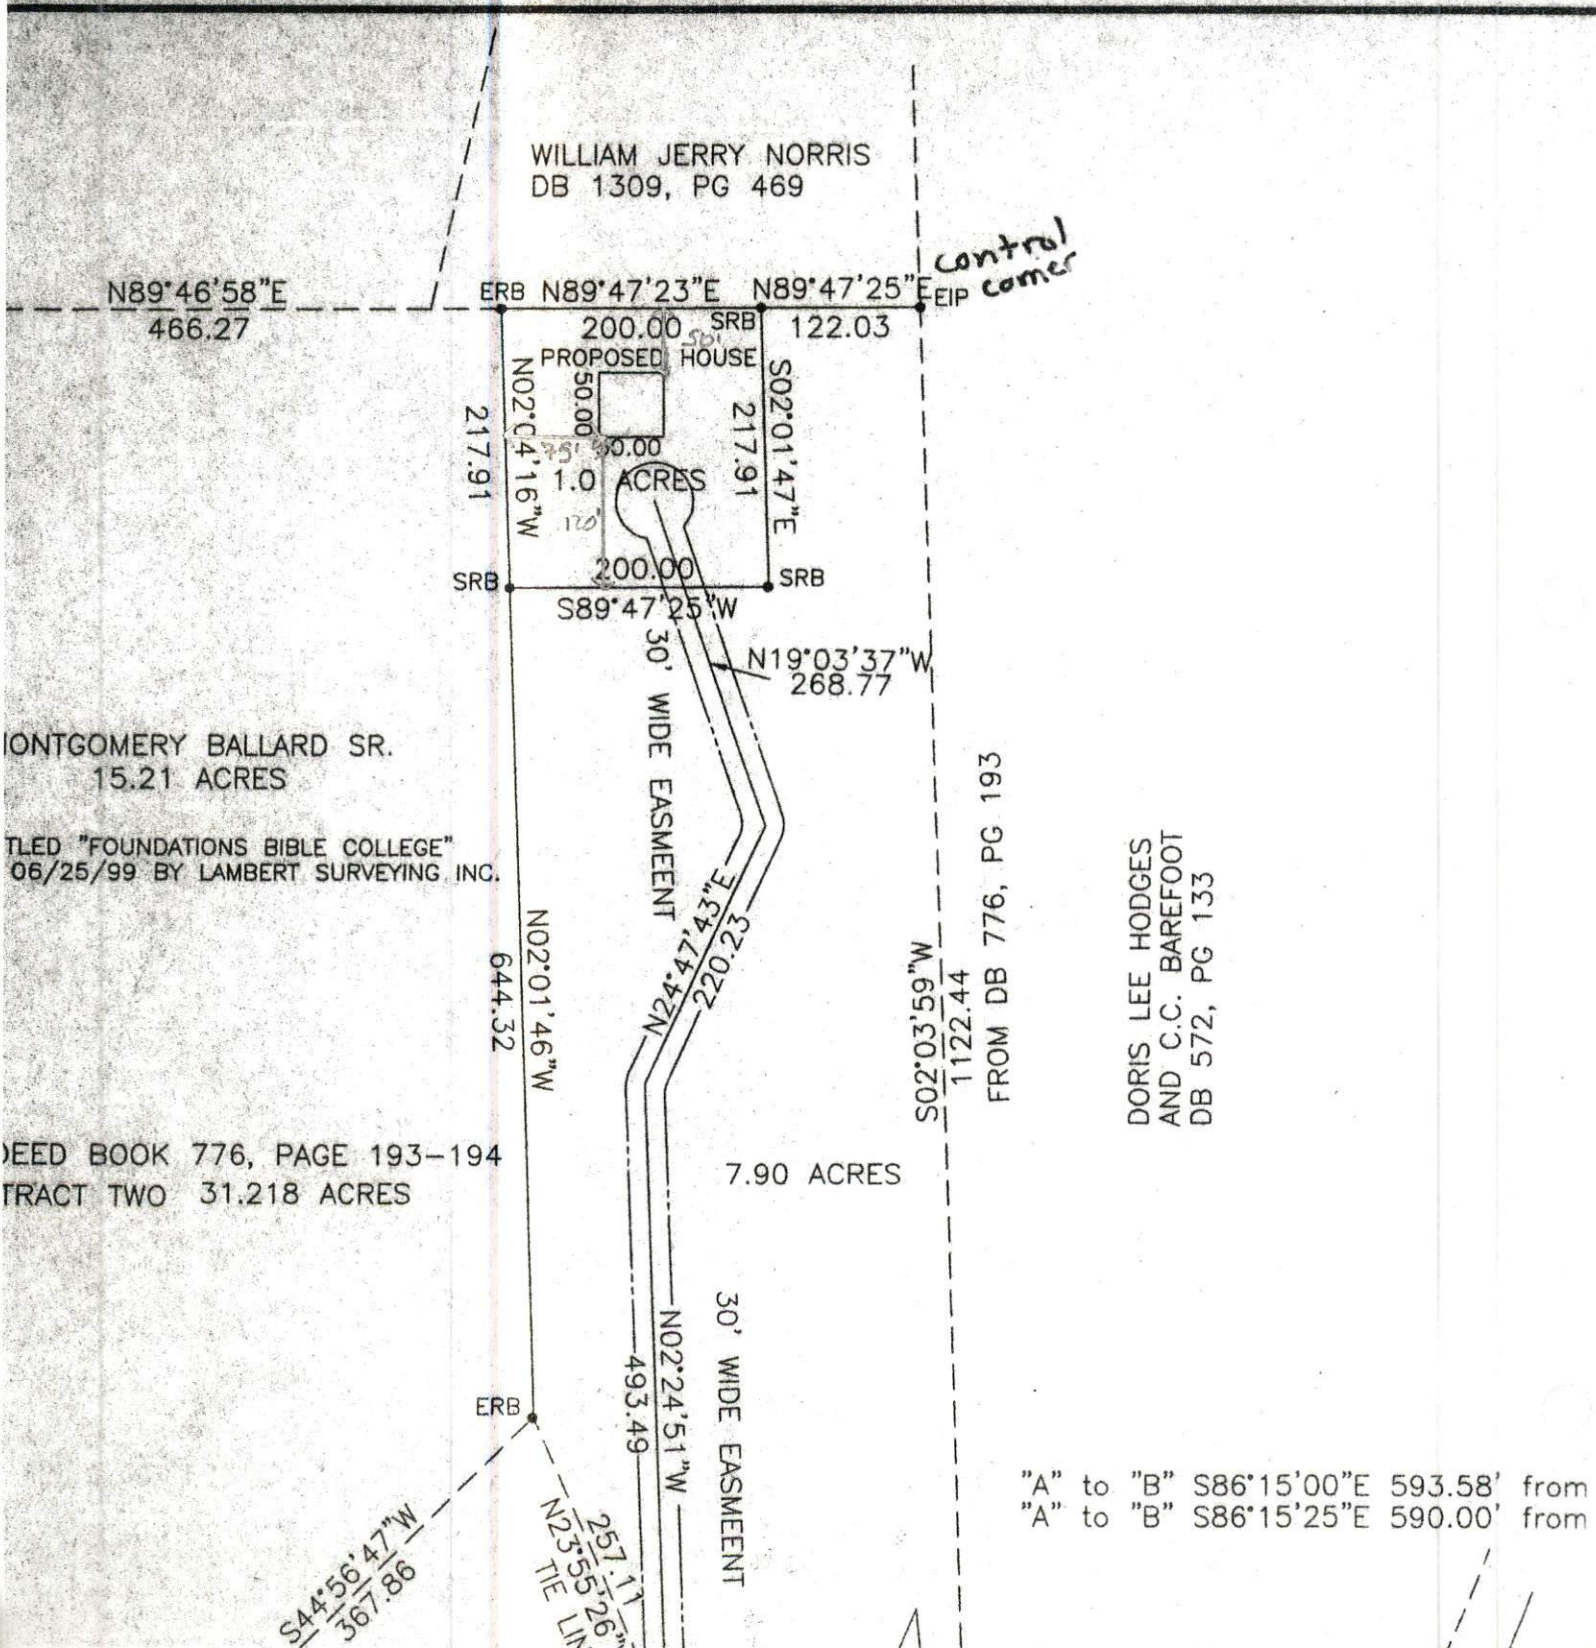 WILLIAM JERRY NORRIS
DB 1309, PG 469
control
corner
N89°46'58"E
466.27
ERB
N89°47'23"E
200.00
SRB
N89°47'25"E
122.03
EIP
50'
PROPOSED HOUSE
50.00
75'
1.0 ACRES
120'
N02°04'16"W
217.91
S02°01'47"E
217.91
SRB
200.00
S89°47'25"W
SRB
30' WIDE EASMEENT
N19°03'37"W
268.77
BALLARD SR.
15.21 ACRES
"FOUNDATIONS BIBLE COLLEGE"
06/25/99 BY LAMBERT SURVEYING INC.
N24°47'43"E
220.23
N02°01'46"W
644.32
S02°03'59"W
1122.44
FROM DB 776, PG 193
DORIS LEE HODGES
AND C.C. BAREFOOT
DB 572, PG 133
BOOK 776, PAGE 193-194
TRACT TWO 31.218 ACRES
7.90 ACRES
493.49
N02°24'51"W
30' WIDE EASMEENT
ERB
S44°56'47"W
367.86
257.11
N23°55'26"
TIE LIN
"A" to "B" S86°15'00"E 593.58' from
"A" to "B" S86°15'25"E 590.00' from